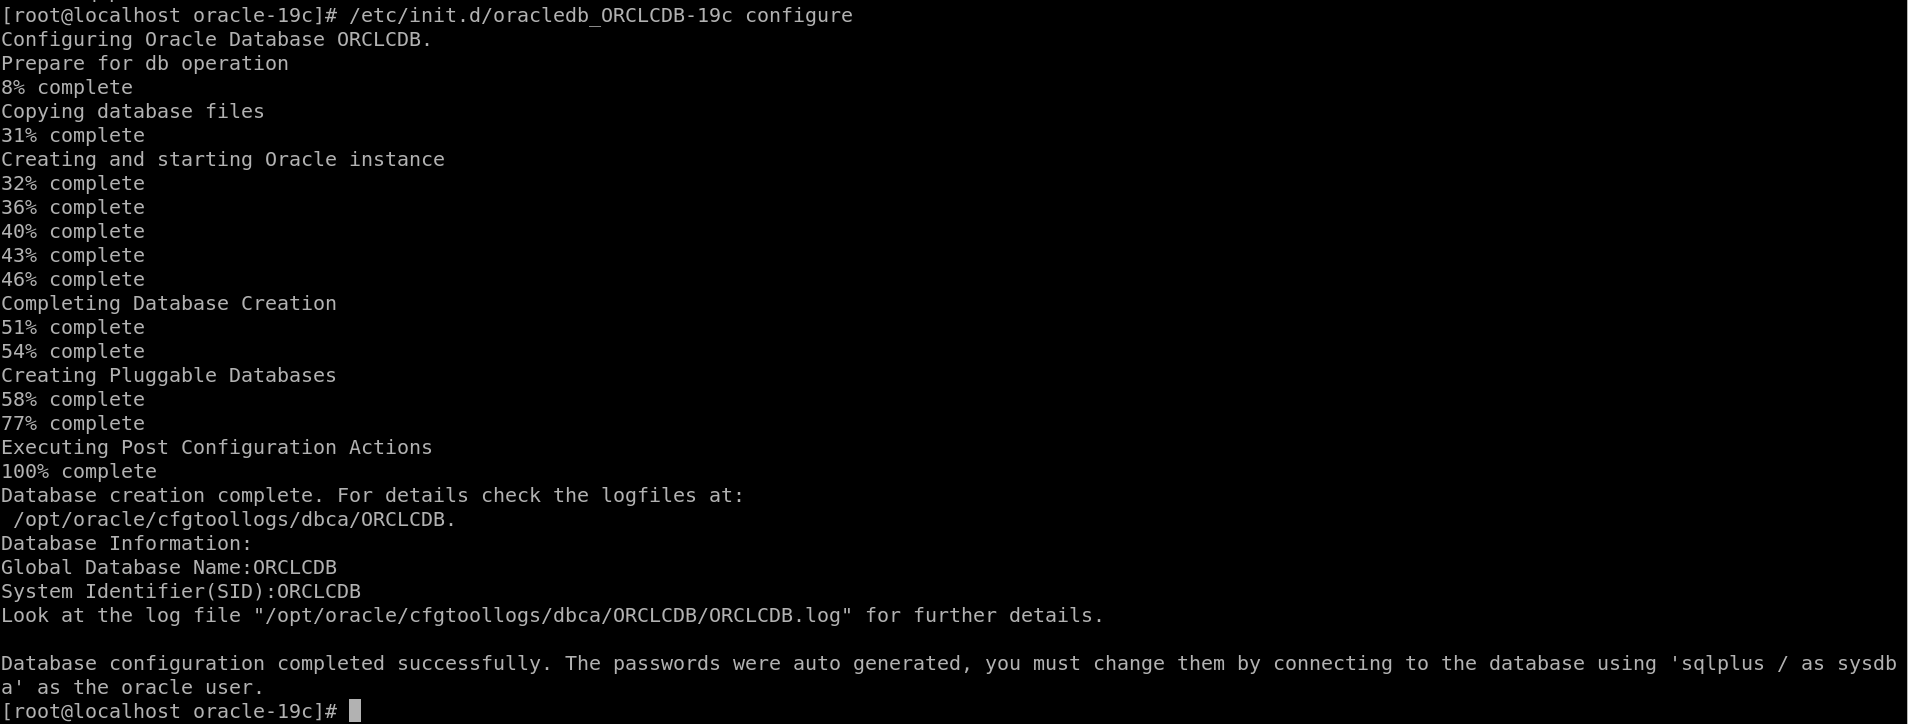 [root@localhost oracle-19c]# /etc/init.d/oracledb_ORCLCDB-19c configure
Configuring Oracle Database ORCLCDB.
Prepare for db operation
8% complete
Copying database files
31% complete
Creating and starting Oracle instance
32% complete
36% complete
40% complete
43% complete
46% complete
Completing Database Creation
51% complete
54% complete
Creating Pluggable Databases
58% complete
77% complete
Executing Post Configuration Actions
100% complete
Database creation complete. For details check the logfiles at:
 /opt/oracle/cfgtoollogs/dbca/ORCLCDB.
Database Information:
Global Database Name:ORCLCDB
System Identifier(SID):ORCLCDB
Look at the log file "/opt/oracle/cfgtoollogs/dbca/ORCLCDB/ORCLCDB.log" for further details.

Database configuration completed successfully. The passwords were auto generated, you must change them by connecting to the database using 'sqlplus / as sysdb
a' as the oracle user.
[root@localhost oracle-19c]#